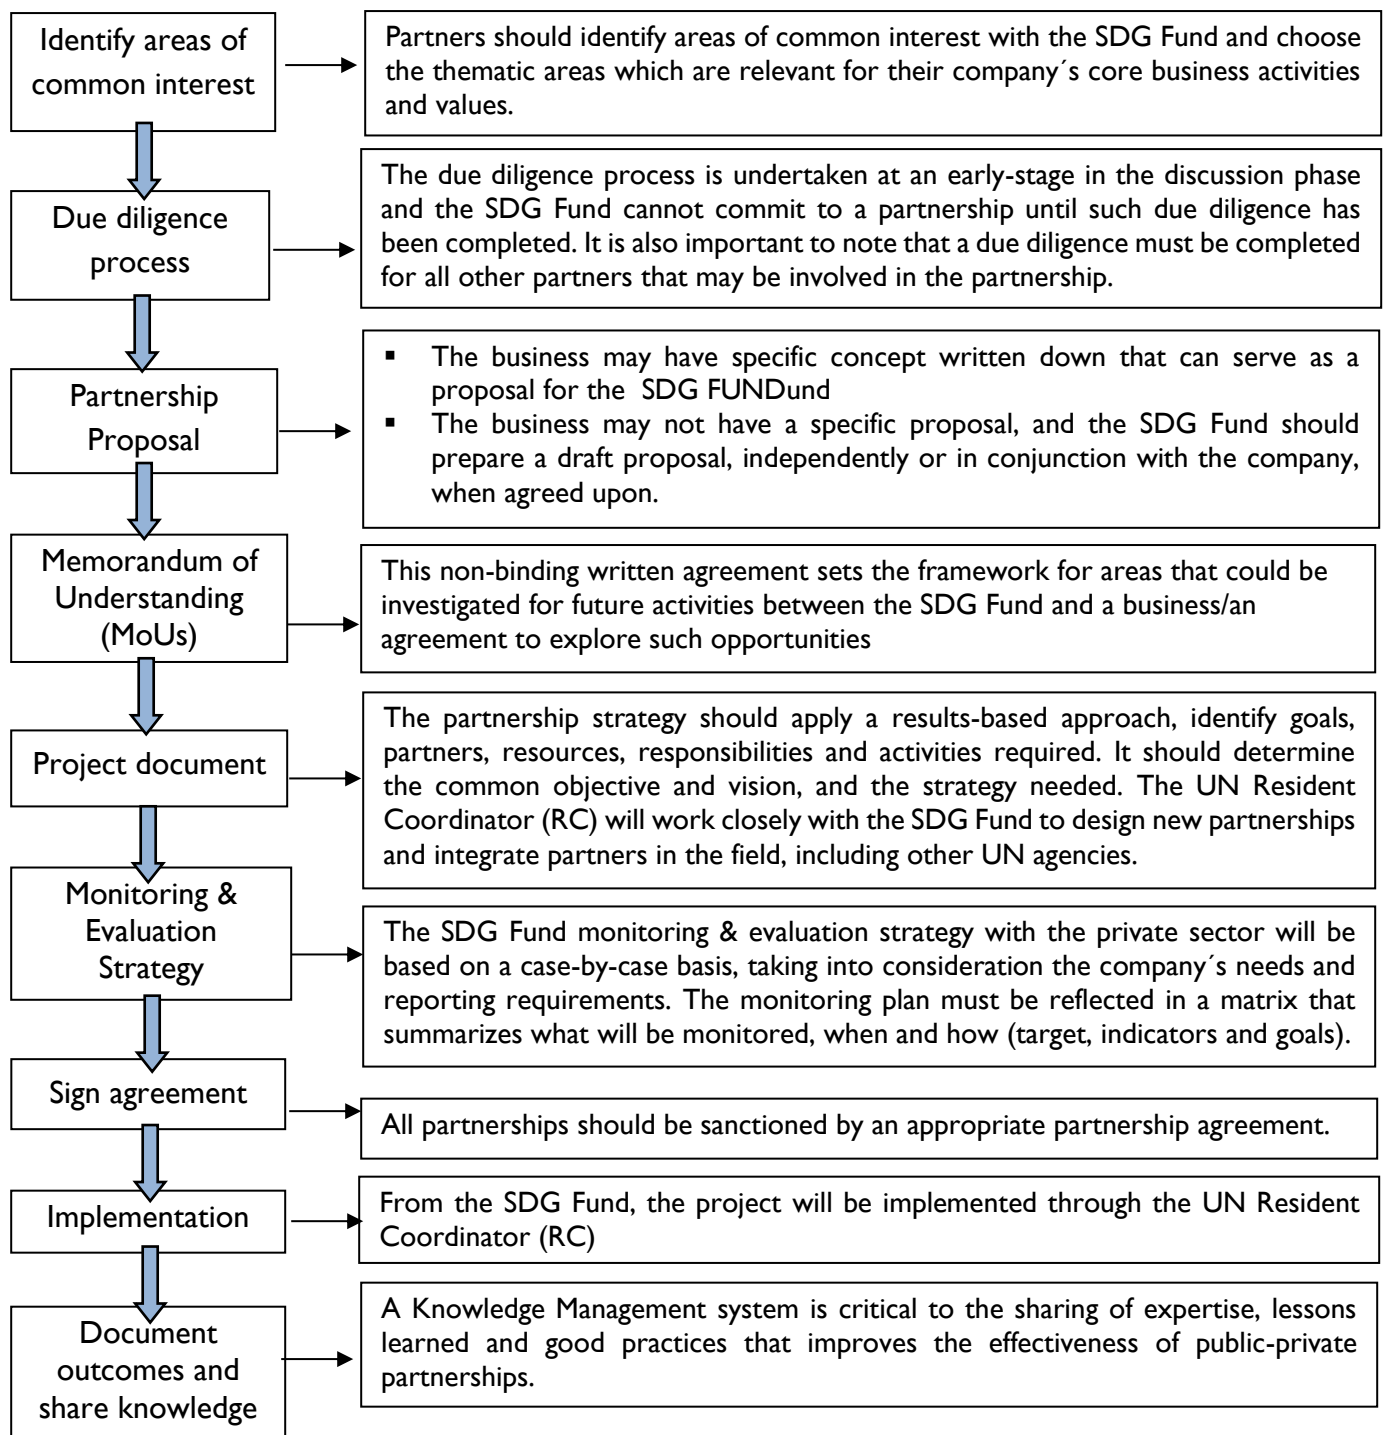 Identify areas of
common interest
Partners should identify areas of common interest with the SDG Fund and choose
the thematic areas which are relevant for their company´s core business activities
and values.
Due diligence
process
The due diligence process is undertaken at an early-stage in the discussion phase
and the SDG Fund cannot commit to a partnership until such due diligence has
been completed. It is also important to note that a due diligence must be completed
for all other partners that may be involved in the partnership.
Partnership
Proposal
▪ The business may have specific concept written down that can serve as a
proposal for the SDG FUNDund
▪ The business may not have a specific proposal, and the SDG Fund should
prepare a draft proposal, independently or in conjunction with the company,
when agreed upon.
Memorandum of
Understanding
(MoUs)
This non-binding written agreement sets the framework for areas that could be
investigated for future activities between the SDG Fund and a business/an
agreement to explore such opportunities
Project document
The partnership strategy should apply a results-based approach, identify goals,
partners, resources, responsibilities and activities required. It should determine
the common objective and vision, and the strategy needed. The UN Resident
Coordinator (RC) will work closely with the SDG Fund to design new partnerships
and integrate partners in the field, including other UN agencies.
Monitoring &
Evaluation
Strategy
The SDG Fund monitoring & evaluation strategy with the private sector will be
based on a case-by-case basis, taking into consideration the company´s needs and
reporting requirements. The monitoring plan must be reflected in a matrix that
summarizes what will be monitored, when and how (target, indicators and goals).
Sign agreement
All partnerships should be sanctioned by an appropriate partnership agreement.
Implementation
From the SDG Fund, the project will be implemented through the UN Resident
Coordinator (RC)
Document
outcomes and
share knowledge
A Knowledge Management system is critical to the sharing of expertise, lessons
learned and good practices that improves the effectiveness of public-private
partnerships.